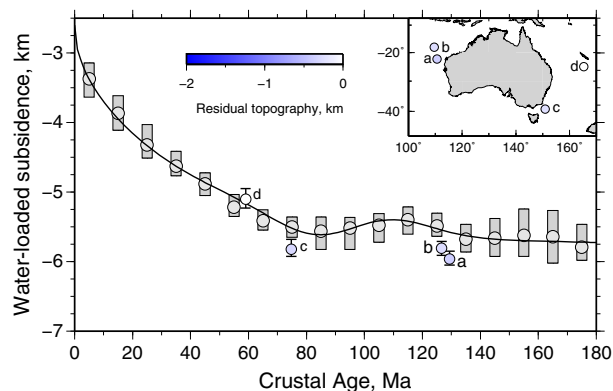 −3
−4
−5
−6
−7
Water-loaded subsidence, km
0
20
40
60
80
100
120
140
160
180
Crustal Age, Ma
−2
−1
0
Residual topography, km
d
c
b
a
−20°
−40°
100
120°
140°
160°
a
b
c
d